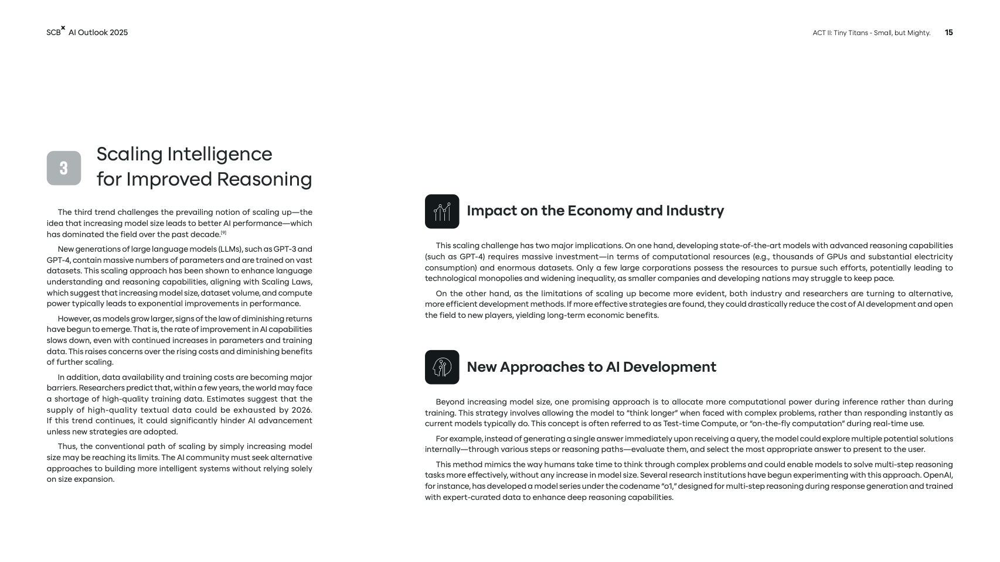 SCBx AI Outlook 2025
ACT II: Tiny Titans - Small, but Mighty. 15
3
Scaling Intelligence
for Improved Reasoning
The third trend challenges the prevailing notion of scaling up—the
idea that increasing model size leads to better AI performance—which
has dominated the field over the past decade.[9]
New generations of large language models (LLMs), such as GPT-3 and
GPT-4, contain massive numbers of parameters and are trained on vast
datasets. This scaling approach has been shown to enhance language
understanding and reasoning capabilities, aligning with Scaling Laws,
which suggest that increasing model size, dataset volume, and compute
power typically leads to exponential improvements in performance.
However, as models grow larger, signs of the law of diminishing returns
have begun to emerge. That is, the rate of improvement in AI capabilities
slows down, even with continued increases in parameters and training
data. This raises concerns over the rising costs and diminishing benefits
of further scaling.
In addition, data availability and training costs are becoming major
barriers. Researchers predict that, within a few years, the world may face
a shortage of high-quality training data. Estimates suggest that the
supply of high-quality textual data could be exhausted by 2026.
If this trend continues, it could significantly hinder AI advancement
unless new strategies are adopted.
Thus, the conventional path of scaling by simply increasing model
size may be reaching its limits. The AI community must seek alternative
approaches to building more intelligent systems without relying solely
on size expansion.
Impact on the Economy and Industry
This scaling challenge has two major implications. On one hand, developing state-of-the-art models with advanced reasoning capabilities
(such as GPT-4) requires massive investment—in terms of computational resources (e.g., thousands of GPUs and substantial electricity
consumption) and enormous datasets. Only a few large corporations possess the resources to pursue such efforts, potentially leading to
technological monopolies and widening inequality, as smaller companies and developing nations may struggle to keep pace.
On the other hand, as the limitations of scaling up become more evident, both industry and researchers are turning to alternative,
more efficient development methods. If more effective strategies are found, they could drastically reduce the cost of AI development and open
the field to new players, yielding long-term economic benefits.
New Approaches to AI Development
Beyond increasing model size, one promising approach is to allocate more computational power during inference rather than during
training. This strategy involves allowing the model to “think longer” when faced with complex problems, rather than responding instantly as
current models typically do. This concept is often referred to as Test-time Compute, or “on-the-fly computation” during real-time use.
For example, instead of generating a single answer immediately upon receiving a query, the model could explore multiple potential solutions
internally—through various steps or reasoning paths—evaluate them, and select the most appropriate answer to present to the user.
This method mimics the way humans take time to think through complex problems and could enable models to solve multi-step reasoning
tasks more effectively, without any increase in model size. Several research institutions have begun experimenting with this approach. OpenAI,
for instance, has developed a model series under the codename “o1,” designed for multi-step reasoning during response generation and trained
with expert-curated data to enhance deep reasoning capabilities.